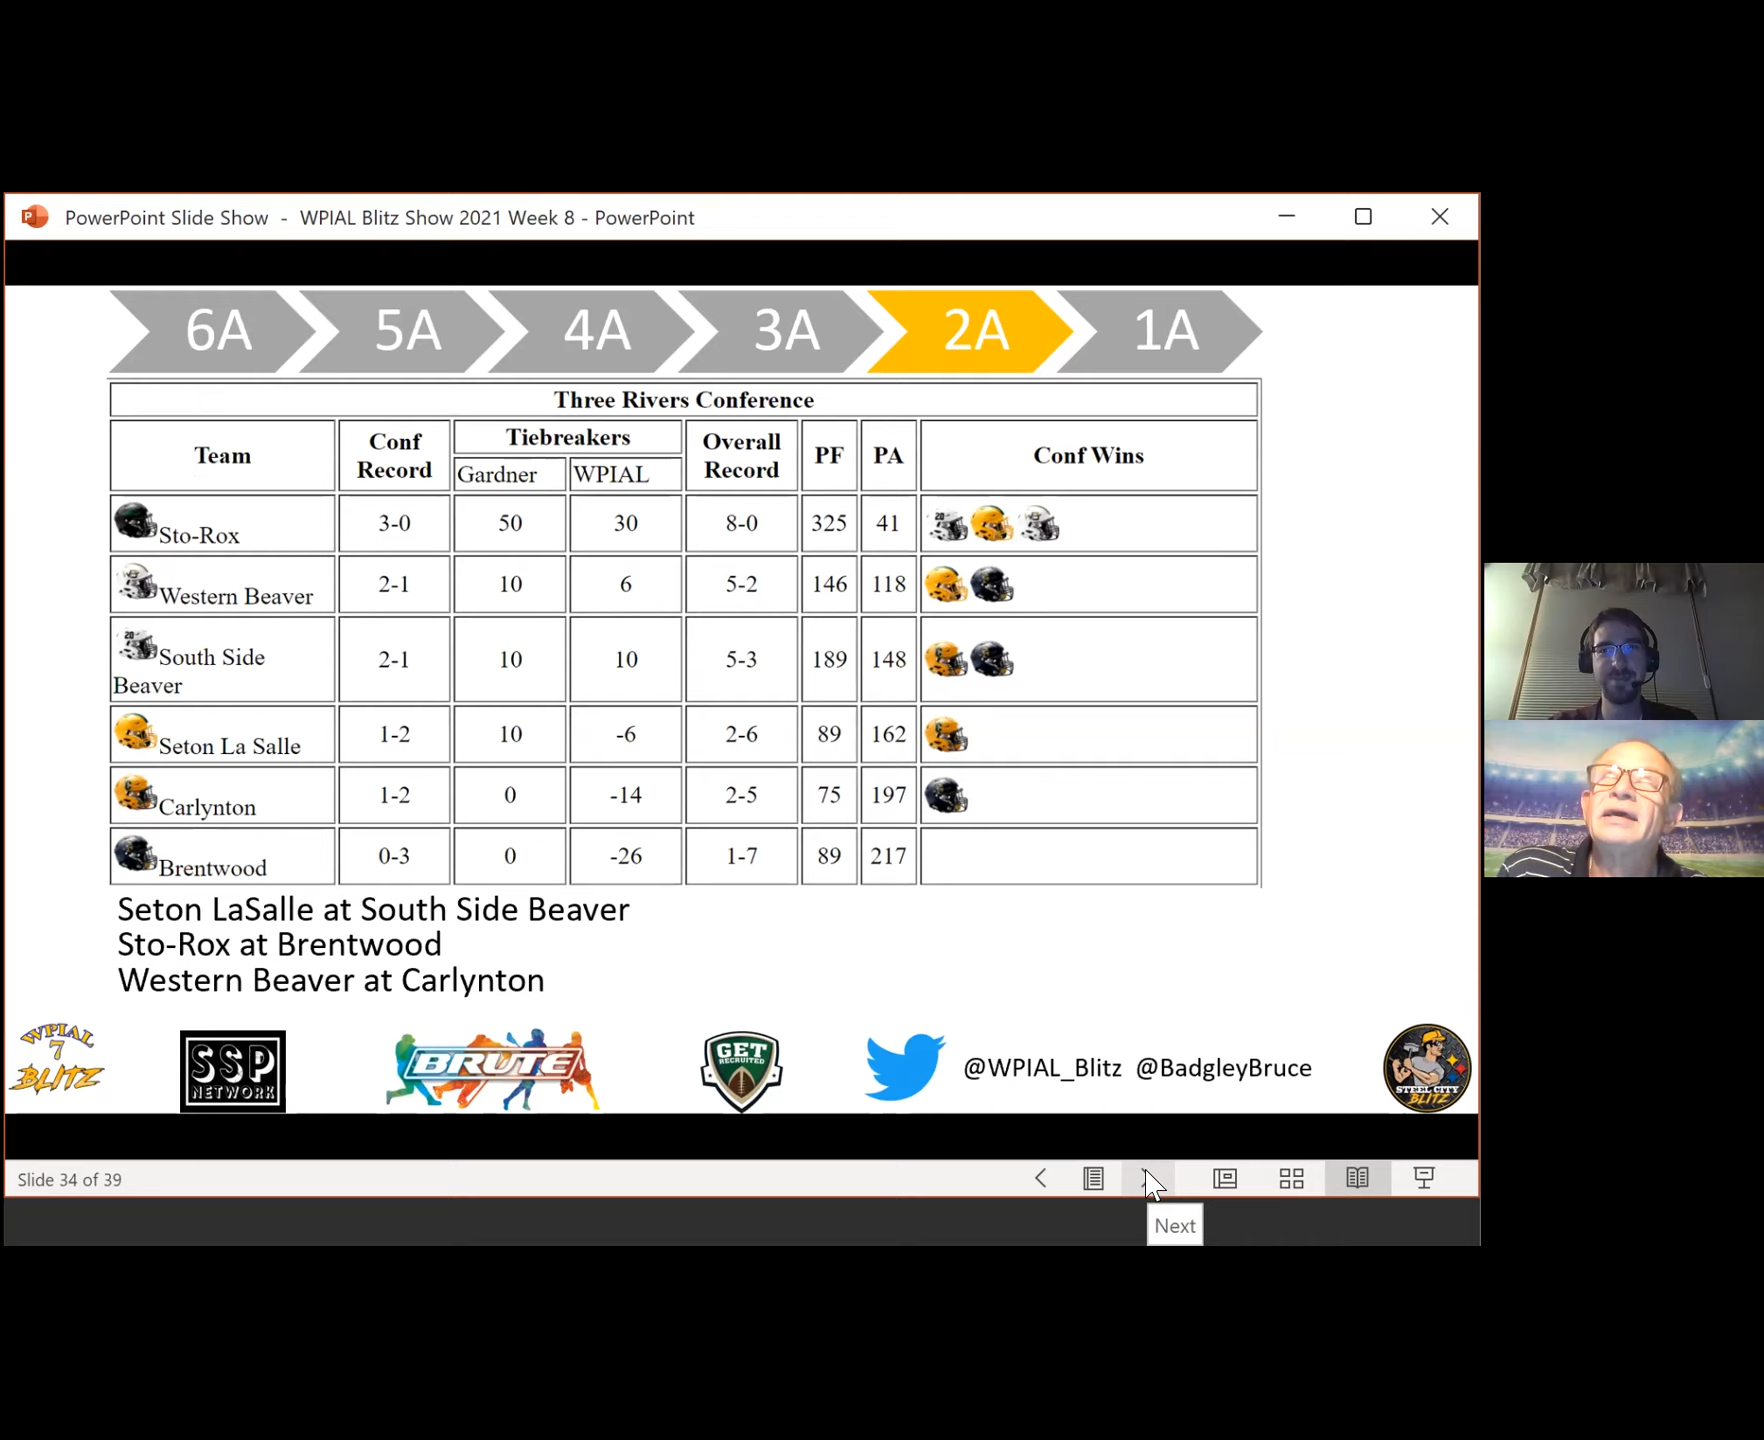 PowerPoint Slide Show - WPIAL Blitz Show 2021 Week 8 - PowerPoint
6A 5A 4A 3A 2A 1A
Three Rivers Conference
Team Conf Record Tiebreakers Overall Record PF PA Conf Wins
Gardner WPIAL
Sto-Rox 3-0 50 30 8-0 325 41
Western Beaver 2-1 10 6 5-2 146 118
South Side Beaver 2-1 10 10 5-3 189 148
Seton La Salle 1-2 10 -6 2-6 89 162
Carlynton 1-2 0 -14 2-5 75 197
Brentwood 0-3 0 -26 1-7 89 217
Seton LaSalle at South Side Beaver
Sto-Rox at Brentwood
Western Beaver at Carlynton
WPIAL
7
BLITZ
SSP
NETWORK
BRUTE
GET
RECRUITED
@WPIAL_Blitz @BadgleyBruce
STEEL CITY
BLITZ
Slide 34 of 39
Next